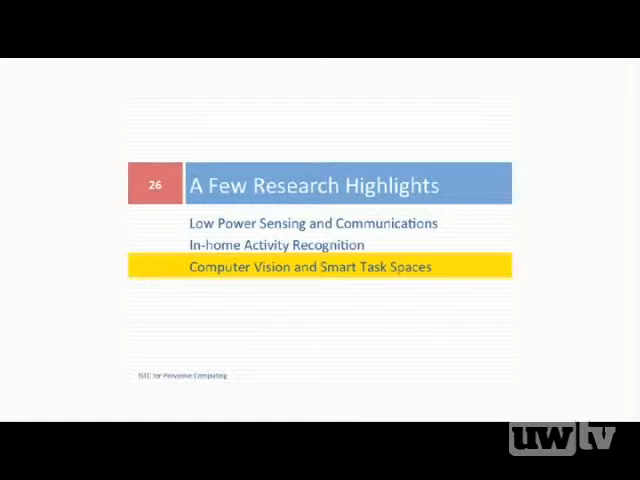 26
A Few Research Highlights
Low Power Sensing and Communications
In-home Activity Recognition
Computer Vision and Smart Task Spaces
ISTC for Pervasive Computing
uwtv